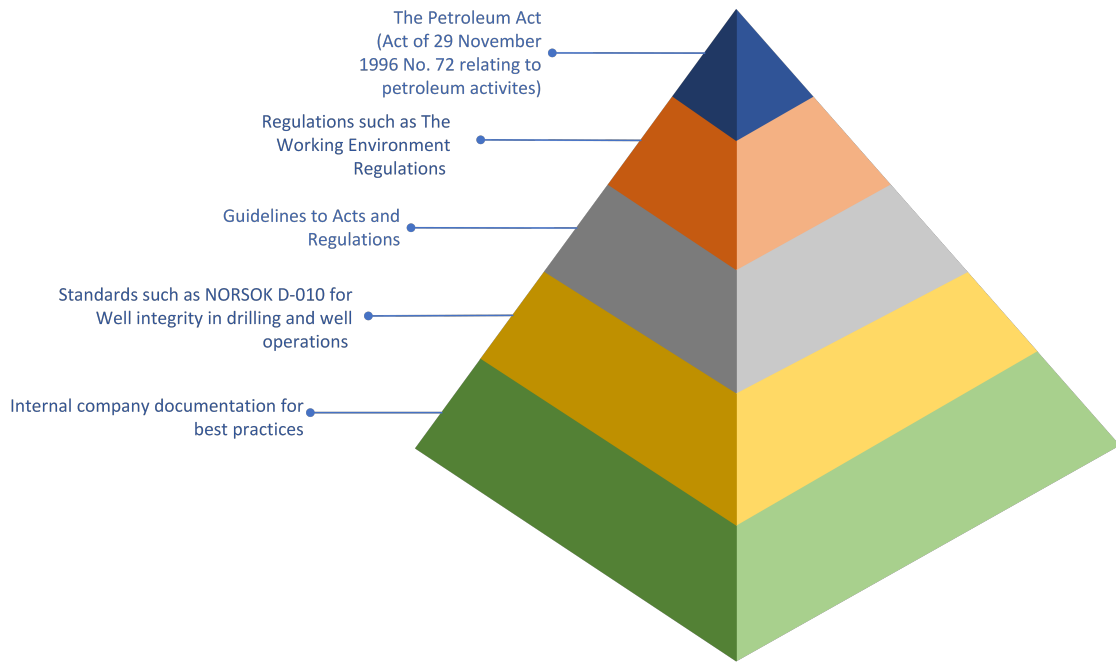 The Petroleum Act
(Act of 29 November
1996 No. 72 relating to
petroleum activites)
Regulations such as The
Working Environment
Regulations
Guidelines to Acts and
Regulations
Standards such as NORSOK D-010 for
Well integrity in drilling and well
operations
Internal company documentation for
best practices